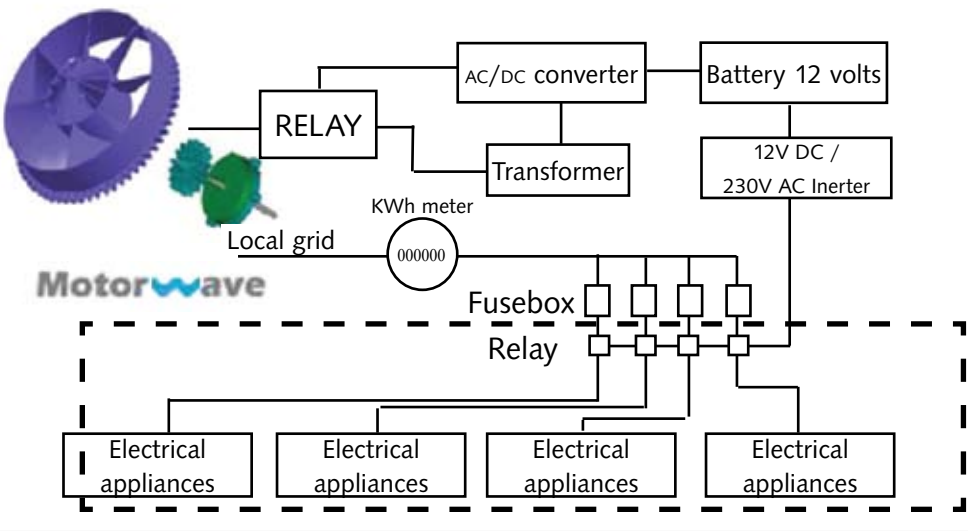 AC/DC converter
Battery 12 volts
RELAY
Transformer
12V DC /
230V AC Inerter
KWh meter
Local grid
000000
Motorwave
Fusebox
Relay
Electrical
appliances
Electrical
appliances
Electrical
appliances
Electrical
appliances